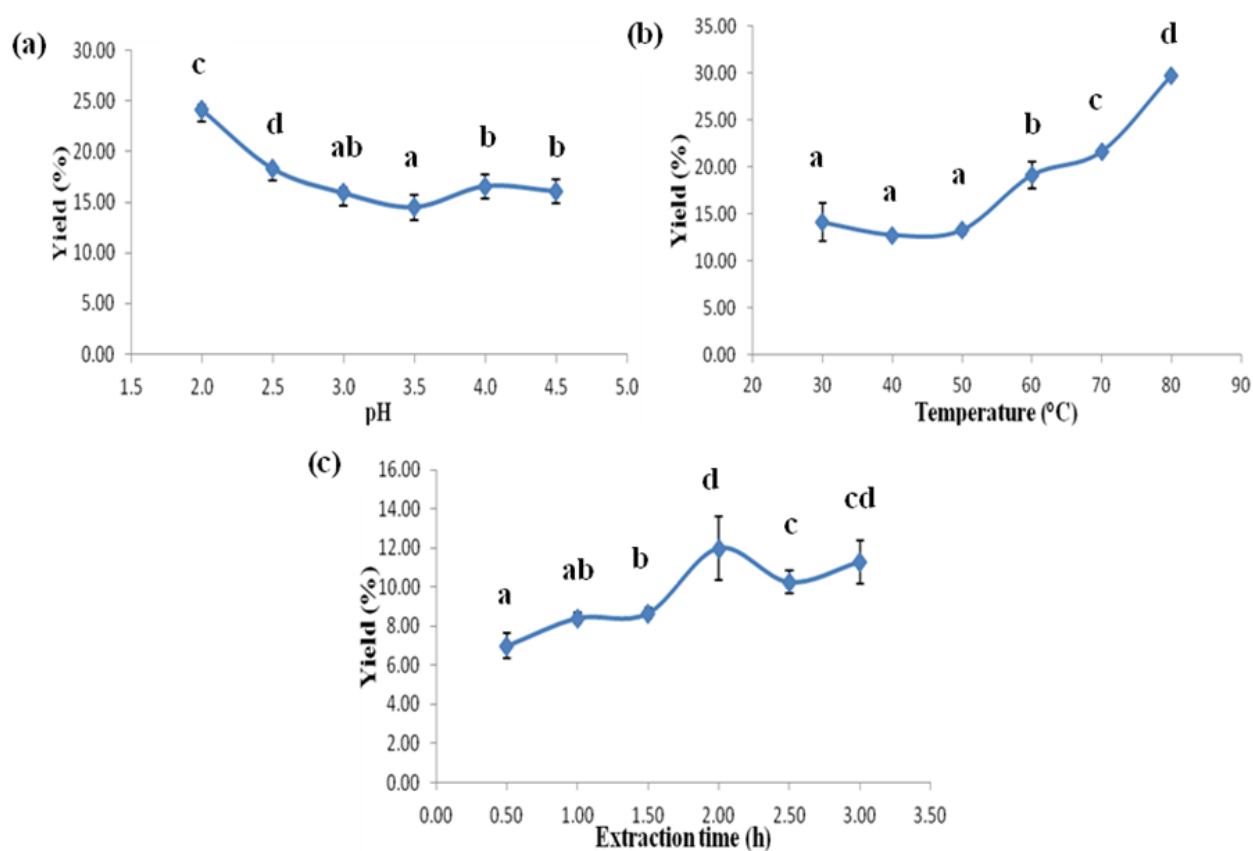 (a)
30.00
25.00
20.00
15.00
10.00
5.00
0.00
Yield (%)
c
d
ab
a
b
b
1.5 2.0 2.5 3.0 3.5 4.0 4.5 5.0
pH
(b)
35.00
30.00
25.00
20.00
15.00
10.00
5.00
0.00
Yield (%)
a
a
a
b
c
d
20 30 40 50 60 70 80 90
Temperature (°C)
(c)
16.00
14.00
12.00
10.00
8.00
6.00
4.00
2.00
0.00
Yield (%)
a
ab
b
d
c
cd
0.00 0.50 1.00 1.50 2.00 2.50 3.00 3.50
Extraction time (h)